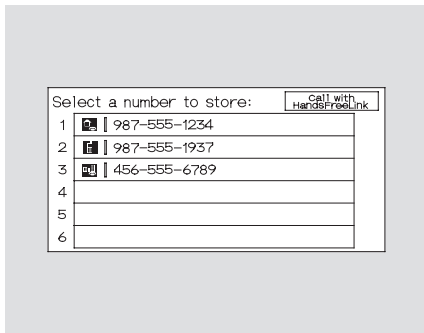 Select a number to store:
Call with
HandsFreeLink
1 987-555-1234
2 987-555-1937
3 456-555-6789
4
5
6